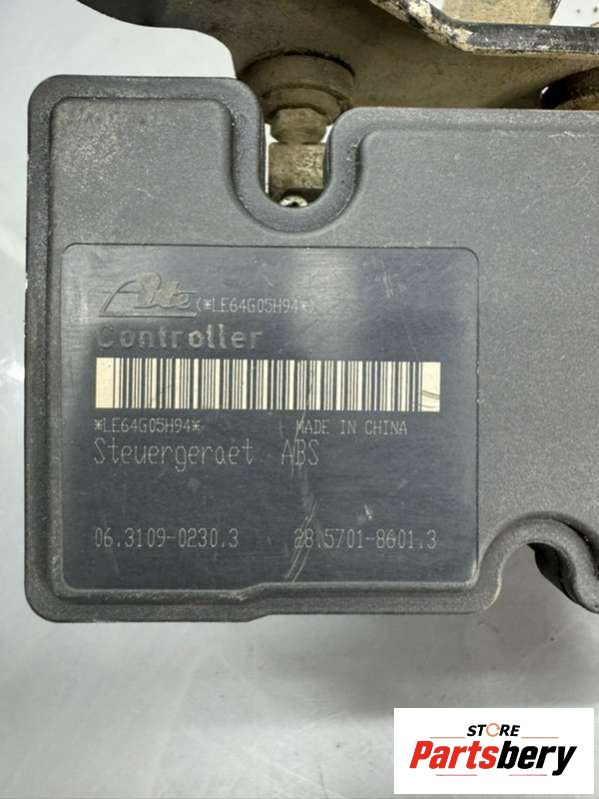 Ate (*LE64G05H94*)
Controller
*LE64G05H94* MADE IN CHINA
Steuergeraet ABS
06.3109-0230.3 28.5701-8601.3
STORE
Partsbery